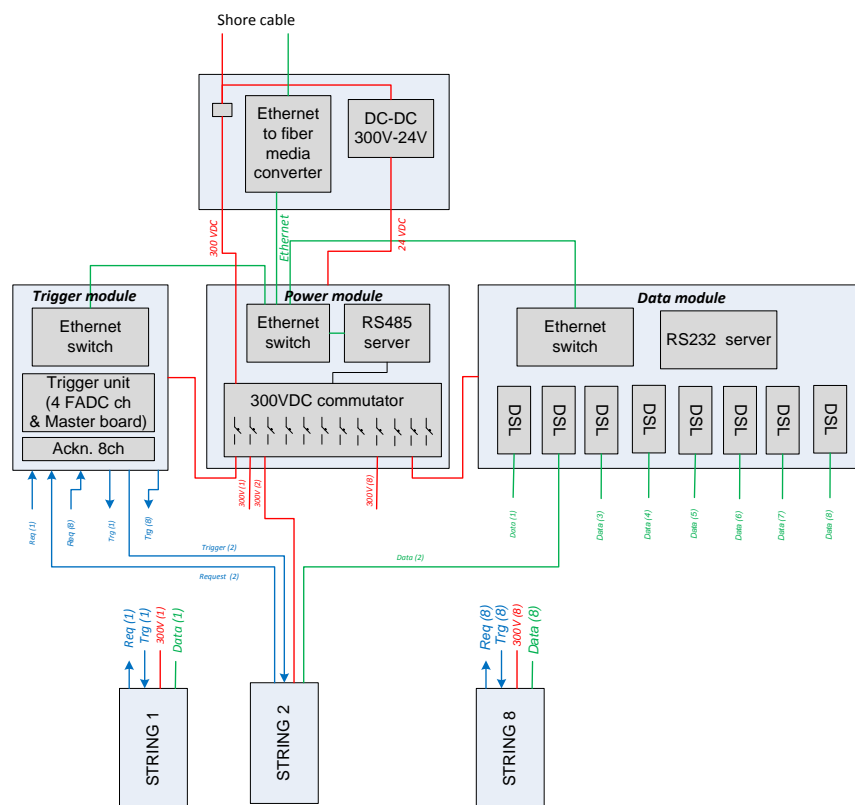 Shore cable
Ethernet
to fiber
media
converter
DC-DC
300V-24V
300 VDC
Ethernet
24 VDC
Trigger module
Ethernet
switch
Trigger unit
(4 FADC ch
& Master board)
Ackn. 8ch
Power module
Ethernet
switch
RS485
server
300VDC commutator
Data module
Ethernet
switch
RS232 server
DSL
DSL
DSL
DSL
DSL
DSL
DSL
DSL
Req (1)
Req (8)
Trg (1)
Trg (8)
300V (1)
300V (2)
300V (8)
Data (1)
Data (3)
Data (4)
Data (5)
Data (6)
Data (7)
Data (8)
Trigger (2)
Request (2)
Data (2)
Req (1)
Trg (1)
300V (1)
Data (1)
Req (8)
Trg (8)
300V (8)
Data (8)
STRING 1
STRING 2
STRING 8